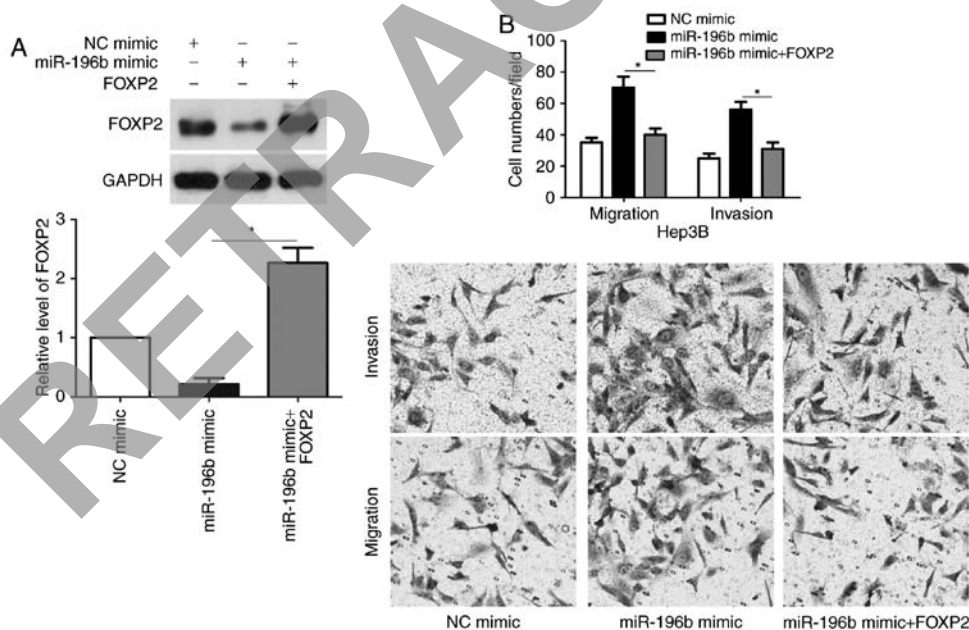 A
NC mimic + – –
miR-196b mimic – + +
FOXP2 – – +
FOXP2
GAPDH
3
2
1
0
Relative level of FOXP2
*
NC mimic
miR-196b mimic
miR-196b mimic+
FOXP2
B
NC mimic
miR-196b mimic
miR-196b mimic+FOXP2
100
80
60
40
20
0
Cell numbers/field
*
*
Migration Invasion
Hep3B
Invasion
Migration
NC mimic miR-196b mimic miR-196b mimic+FOXP2
RETRAC